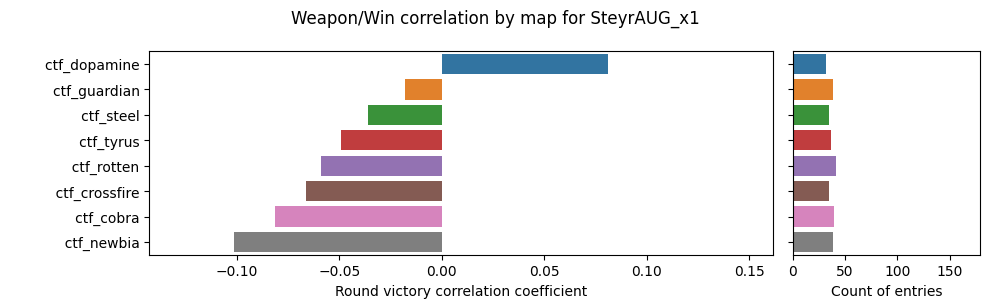 Weapon/Win correlation by map for SteyrAUG_x1
ctf_dopamine
ctf_guardian
ctf_steel
ctf_tyrus
ctf_rotten
ctf_crossfire
ctf_cobra
ctf_newbia
−0.10 −0.05 0.00 0.05 0.10 0.15
Round victory correlation coefficient
0 50 100 150
Count of entries